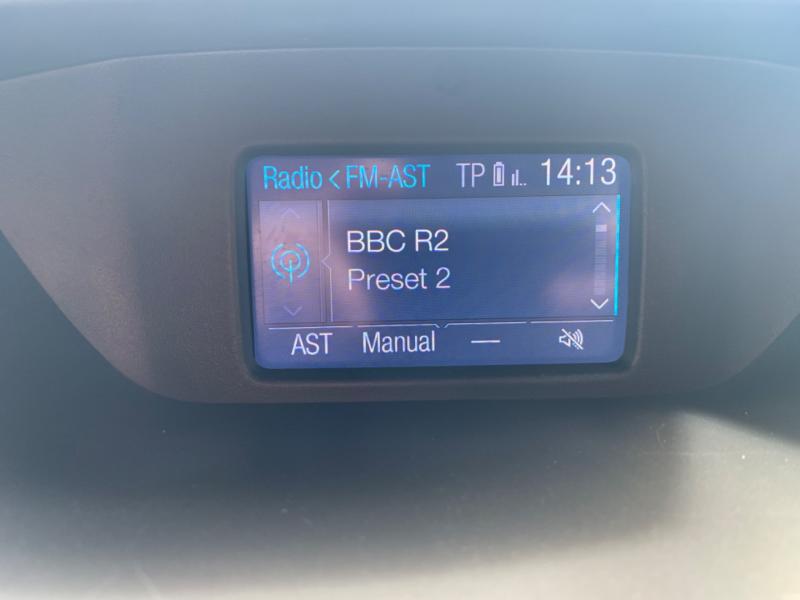 Radio < FM-AST TP 14:13
BBC R2
Preset 2
AST Manual —